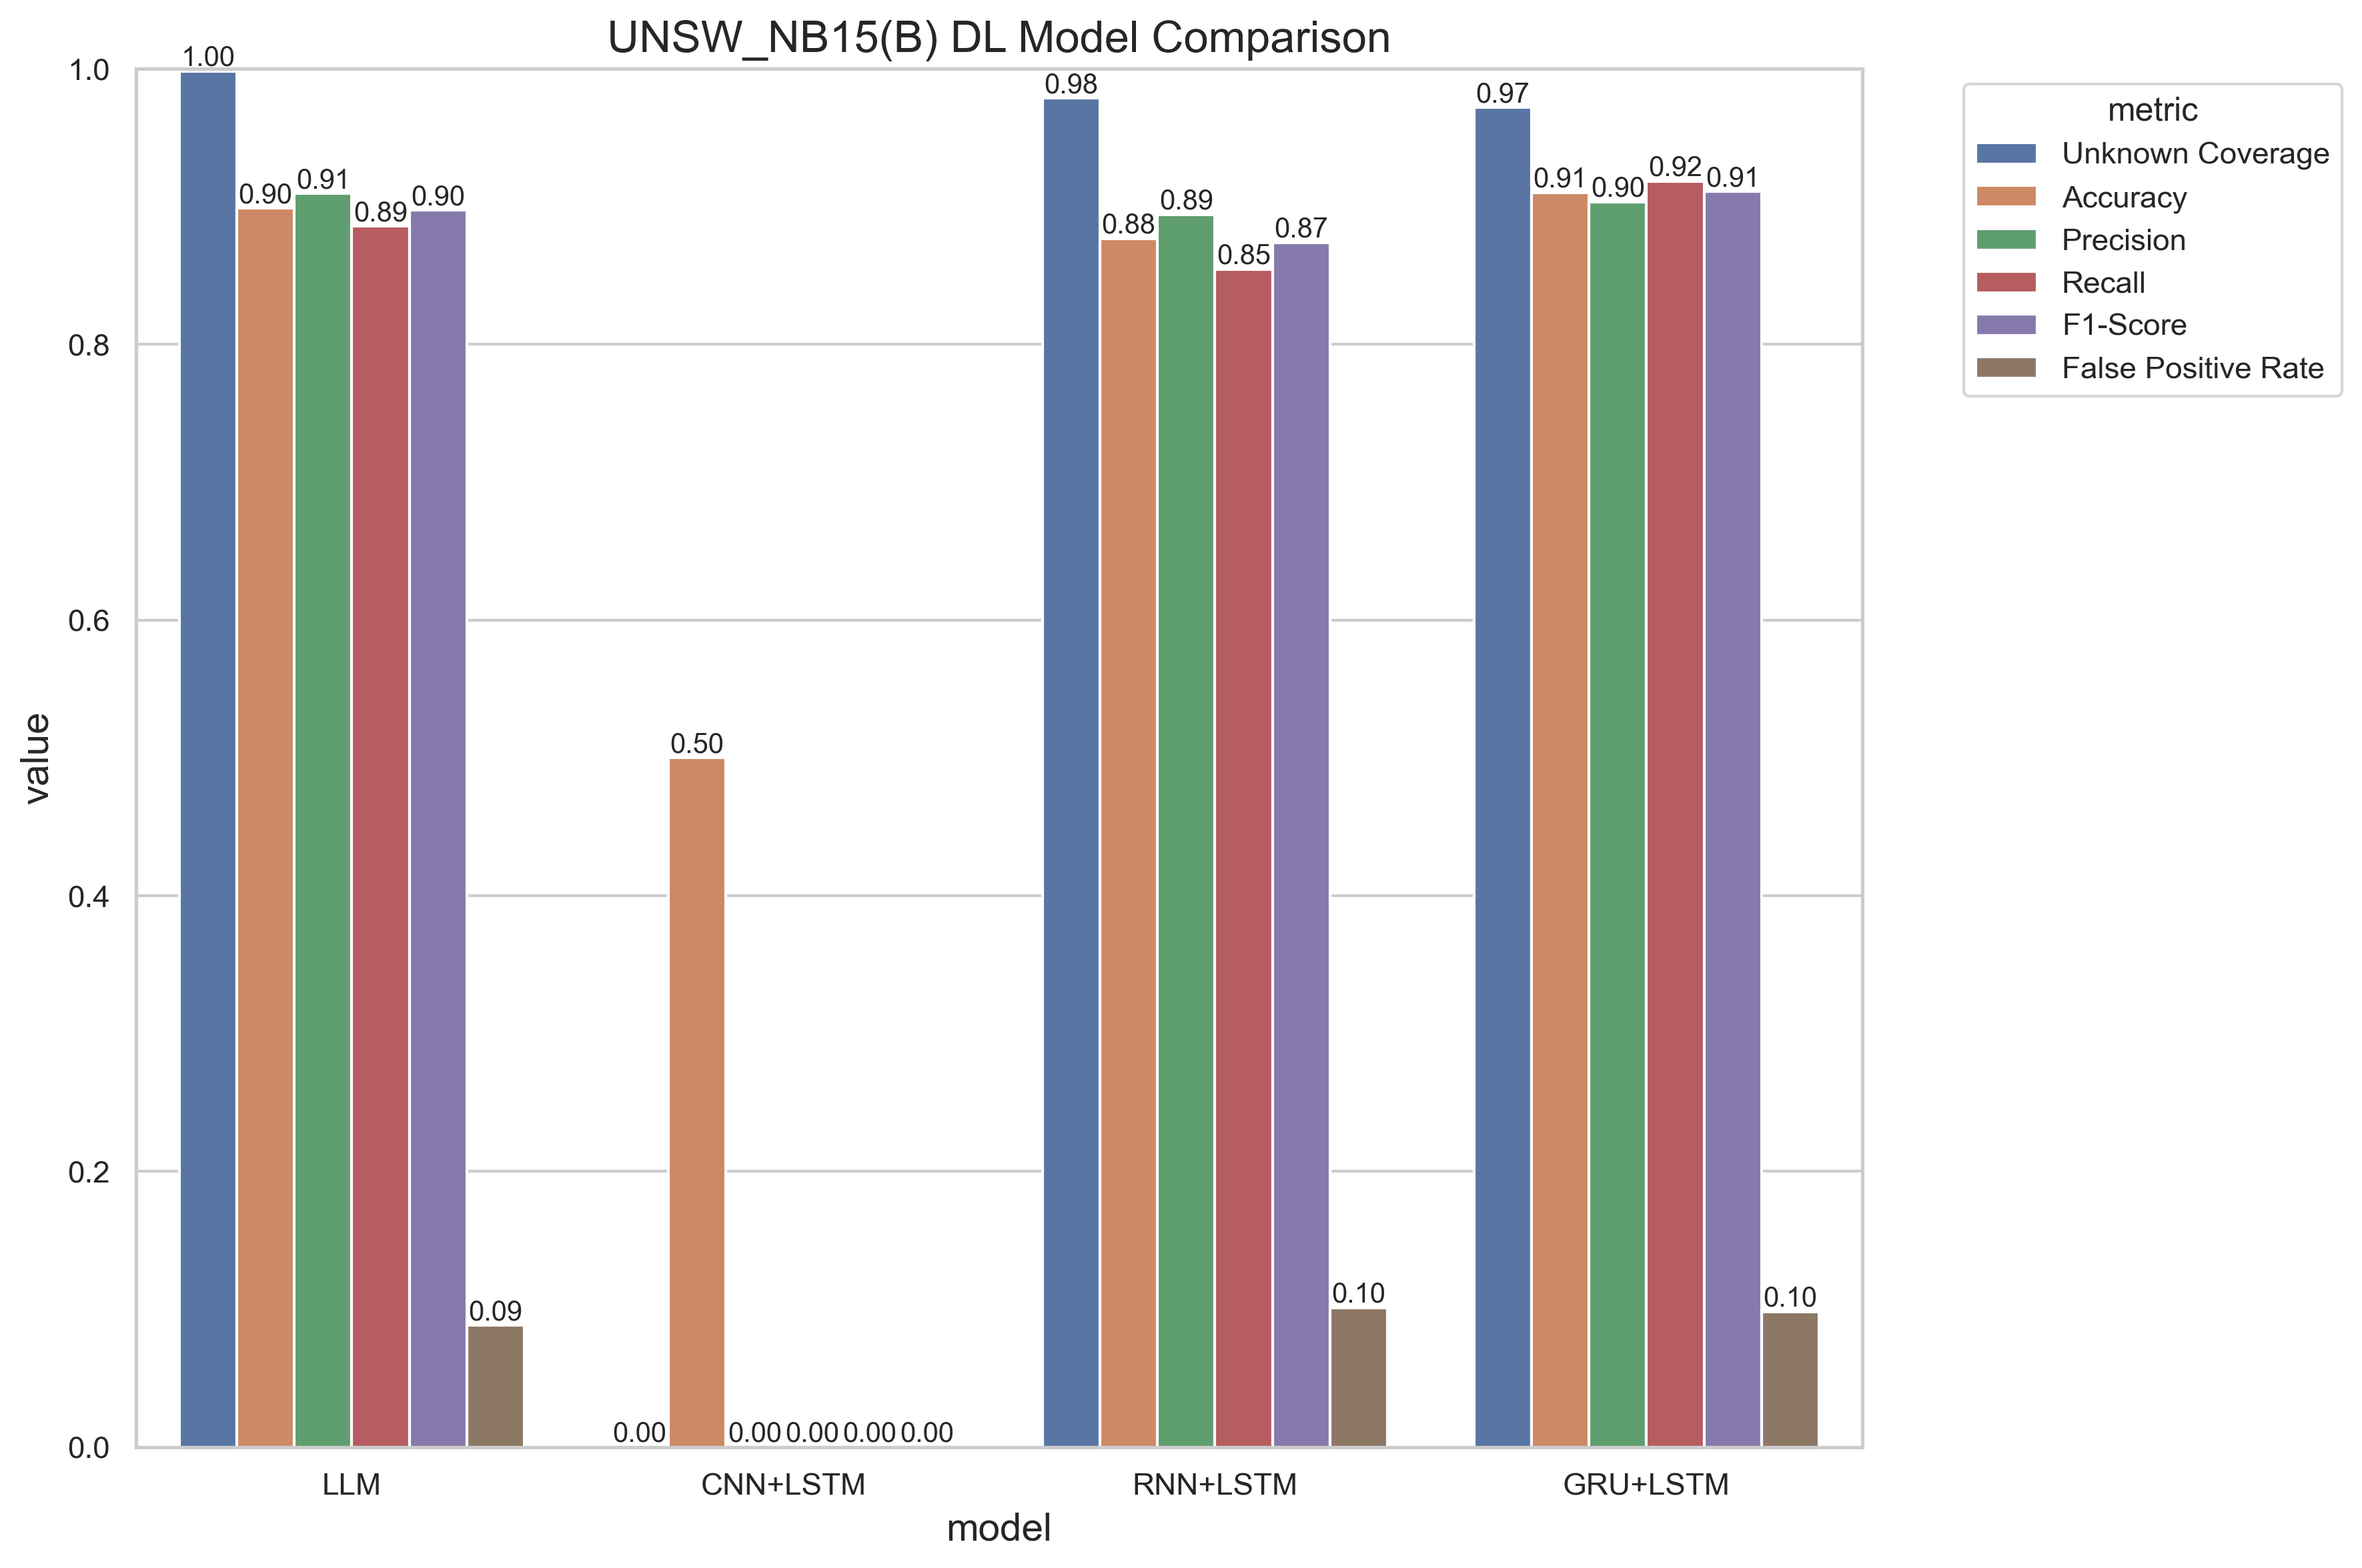 UNSW_NB15(B) DL Model Comparison
1.0
0.8
0.6
0.4
0.2
0.0
value
1.00
0.90
0.91
0.89
0.90
0.09
0.00
0.50
0.00
0.00
0.00
0.00
0.98
0.88
0.89
0.85
0.87
0.10
0.97
0.91
0.90
0.92
0.91
0.10
LLM
CNN+LSTM
RNN+LSTM
GRU+LSTM
model
metric
Unknown Coverage
Accuracy
Precision
Recall
F1-Score
False Positive Rate